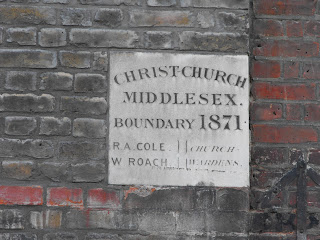 CHRIST·CHURCH
MIDDLESEX.
BOUNDARY 1871
R.A. COLE. CHURCH
W ROACH. WARDENS.